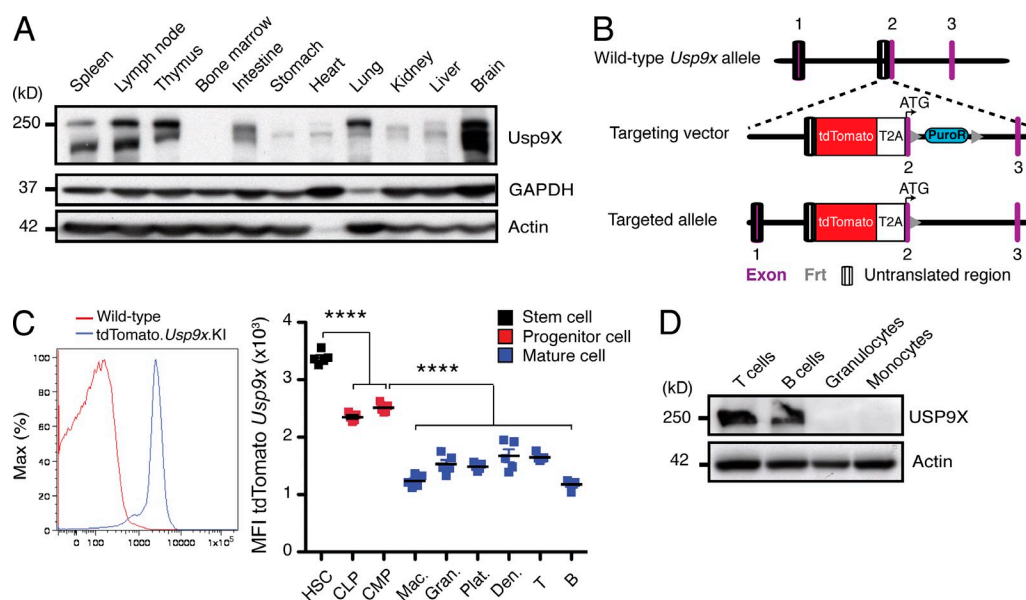 A
Spleen
Lymph node
Thymus
Bone marrow
Intestine
Stomach
Heart
Lung
Kidney
Liver
Brain
(kD)
250
Usp9X
37
GAPDH
42
Actin
B
1
2
3
Wild-type Usp9x allele
ATG
Targeting vector
tdTomato
T2A
PuroR
2
3
ATG
Targeted allele
tdTomato
T2A
1
2
3
Exon
Frt
Untranslated region
C
Wild-type
tdTomato.Usp9x.KI
Max (%)
100
80
60
40
20
0
0 100 1000 10000 1x10⁵
MFI tdTomato Usp9x (x10³)
4
3
2
1
0
****
****
Stem cell
Progenitor cell
Mature cell
HSC
CLP
CMP
Mac.
Gran.
Plat.
Den.
T
B
D
T cells
B cells
Granulocytes
Monocytes
(kD)
250
USP9X
42
Actin